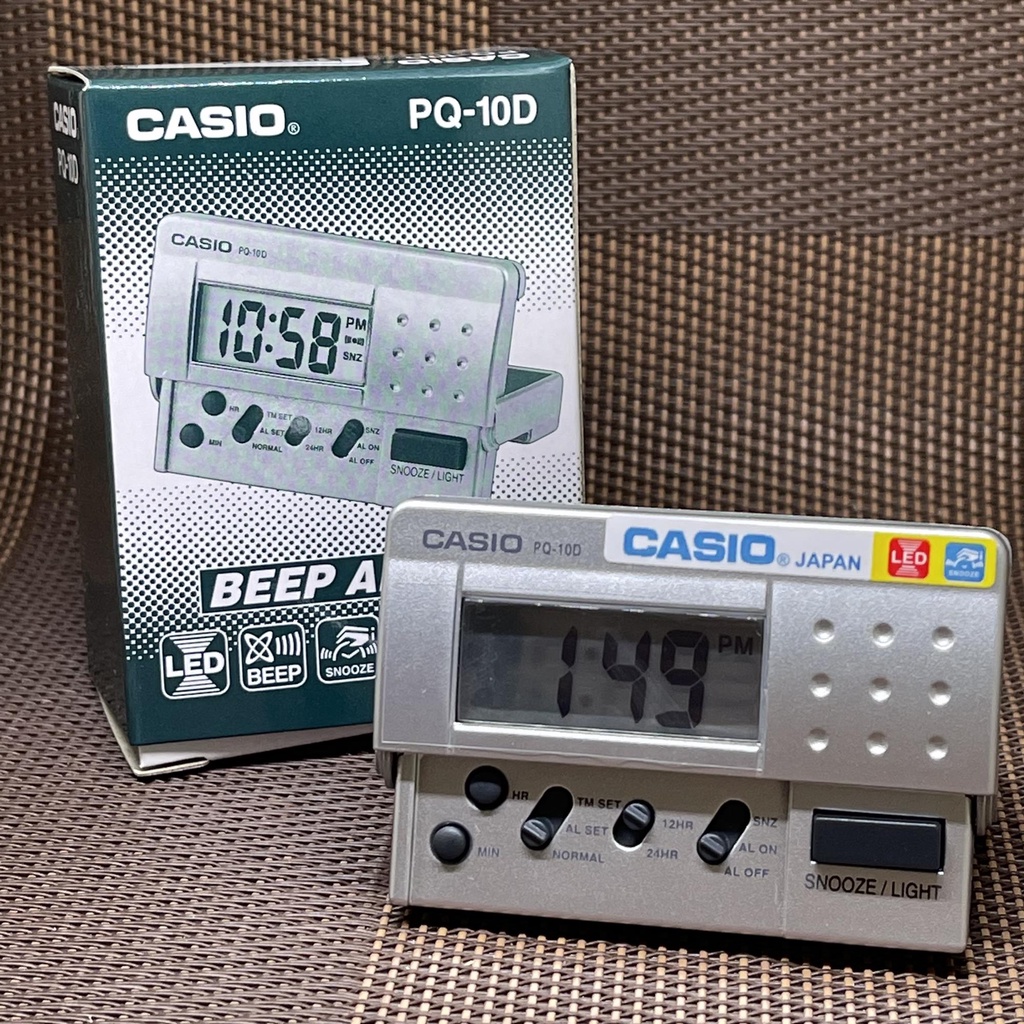 CASIO
CASIO® PQ-10D
CASIO
PQ-10D
CASIO PQ-10D
10:58 PM
SNZ
HR TM SET 12HR SNZ
AL SET AL ON
MIN NORMAL 24HR AL OFF
SNOOZE / LIGHT
BEEP A
LED BEEP SNOOZE
CASIO PQ-10D CASIO® JAPAN LED SNOOZE
1:49 PM
HR TM SET 12HR SNZ
AL SET AL ON
MIN NORMAL 24HR AL OFF
SNOOZE / LIGHT